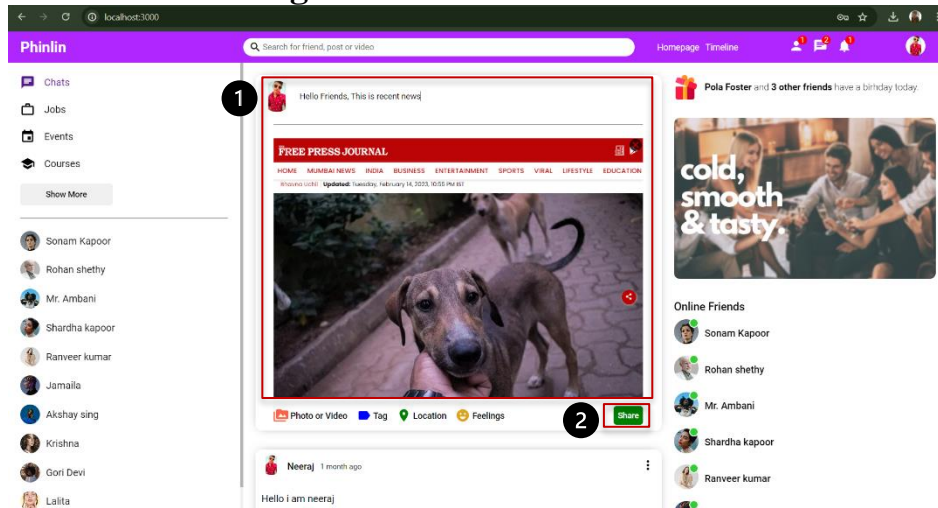 localhost:3000
Phinlin
Search for friend, post or video
Homepage Timeline
1 2 1
Chats
Jobs
Events
Courses
Show More
Sonam Kapoor
Rohan shethy
Mr. Ambani
Shardha kapoor
Ranveer kumar
Jamaila
Akshay sing
Krishna
Gori Devi
Lalita
1
Hello Friends, This is recent news
FREE PRESS JOURNAL
HOME MUMBAI NEWS INDIA BUSINESS ENTERTAINMENT SPORTS VIRAL LIFESTYLE EDUCATION
Updated: Tuesday, February 14, 2023, 10:55 PM IST
Photo or Video Tag Location Feelings
2
Share
Neeraj 1 month ago
Hello i am neeraj
Pola Foster and 3 other friends have a birhday today.
cold,
smooth
& tasty.
Online Friends
Sonam Kapoor
Rohan shethy
Mr. Ambani
Shardha kapoor
Ranveer kumar